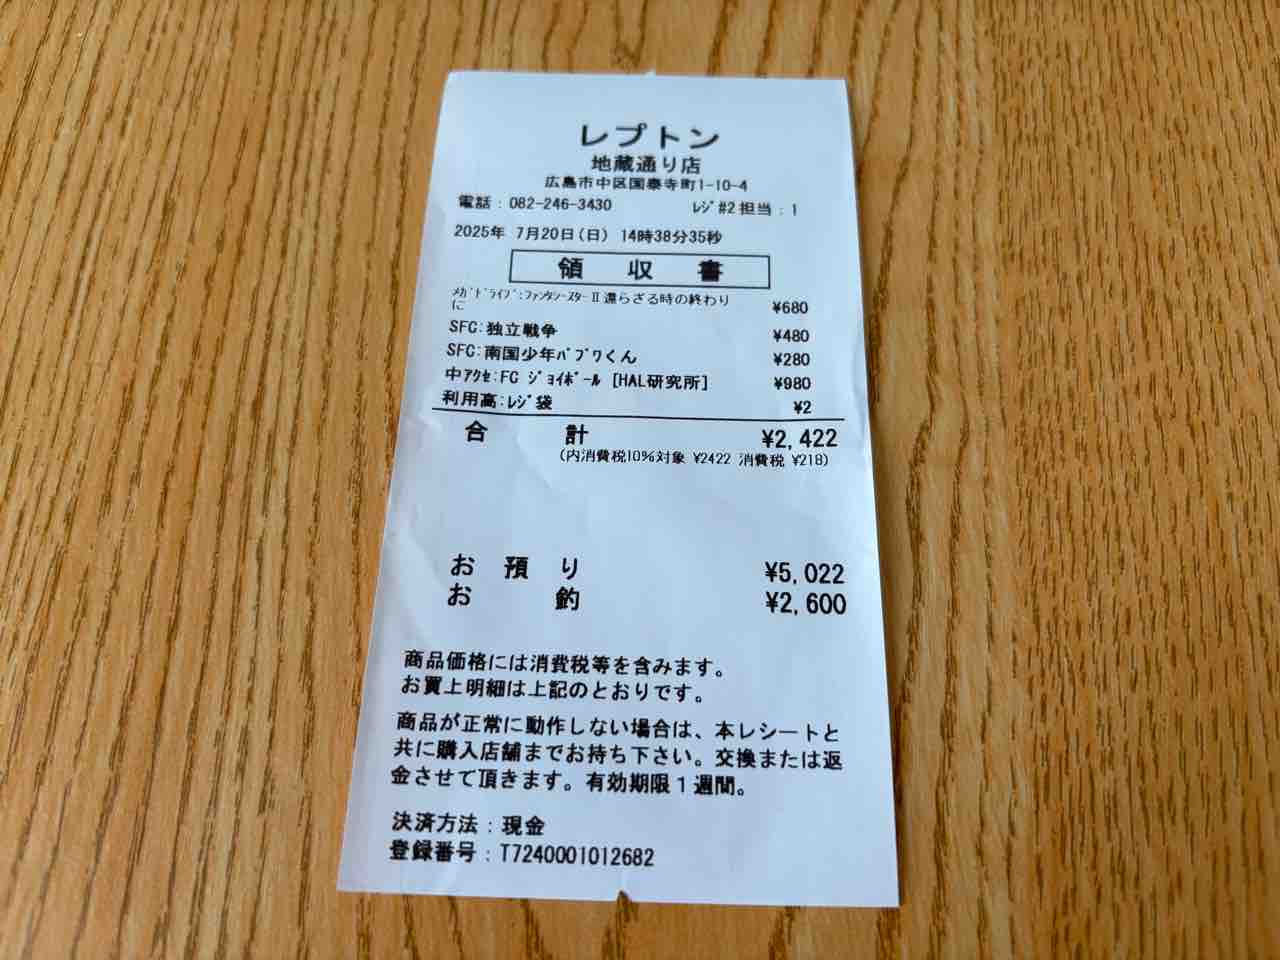 レプトン
地蔵通り店
広島市中区国泰寺町1-10-4
電話：082-246-3430 ﾚｼﾞ#2担当：1
2025年 7月20日(日) 14時38分35秒
領収書
ﾒｶﾞﾄﾞﾗｲﾌﾞ:ﾌｧﾝﾀｼｰｽﾀｰⅡ還らざる時の終わり ¥680
に
SFC:独立戦争 ¥480
SFC:南国少年ﾊﾟﾌﾟﾜくん ¥280
中ｱｸｾ:FC ｼﾞｮｲﾎﾞｰﾙ [HAL研究所] ¥980
利用高:ﾚｼﾞ袋 ¥2
合計 ¥2,422
(内消費税10%対象 ¥2422 消費税 ¥218)
お預り ¥5,022
お釣 ¥2,600
商品価格には消費税等を含みます。
お買上明細は上記のとおりです。
商品が正常に動作しない場合は、本レシートと
共に購入店舗までお持ち下さい。交換または返
金させて頂きます。有効期限１週間。
決済方法：現金
登録番号：T7240001012682